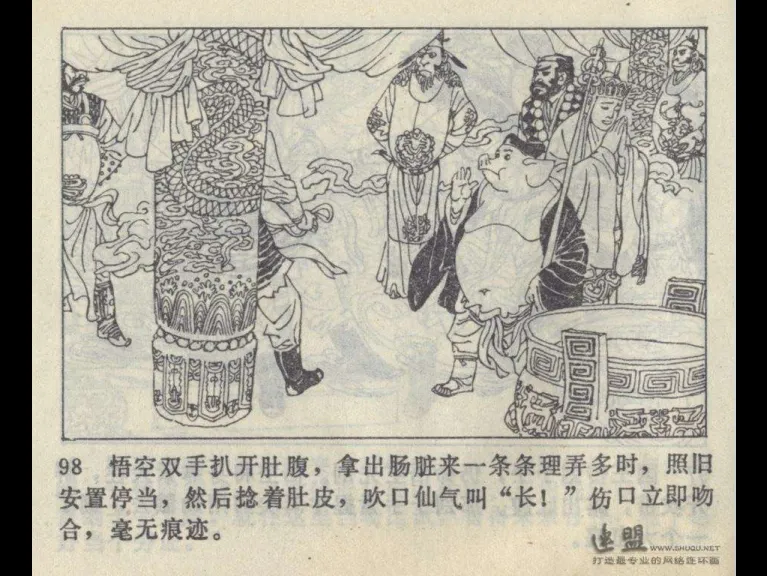 98 悟空双手扒开肚腹，拿出肠脏来一条条理弄多时，照旧
安置停当，然后捻着肚皮，吹口仙气叫“长！”伤口立即吻
合，毫无痕迹。
连盟 WWW.SHUQU.NET
打造最专业的网络连环画